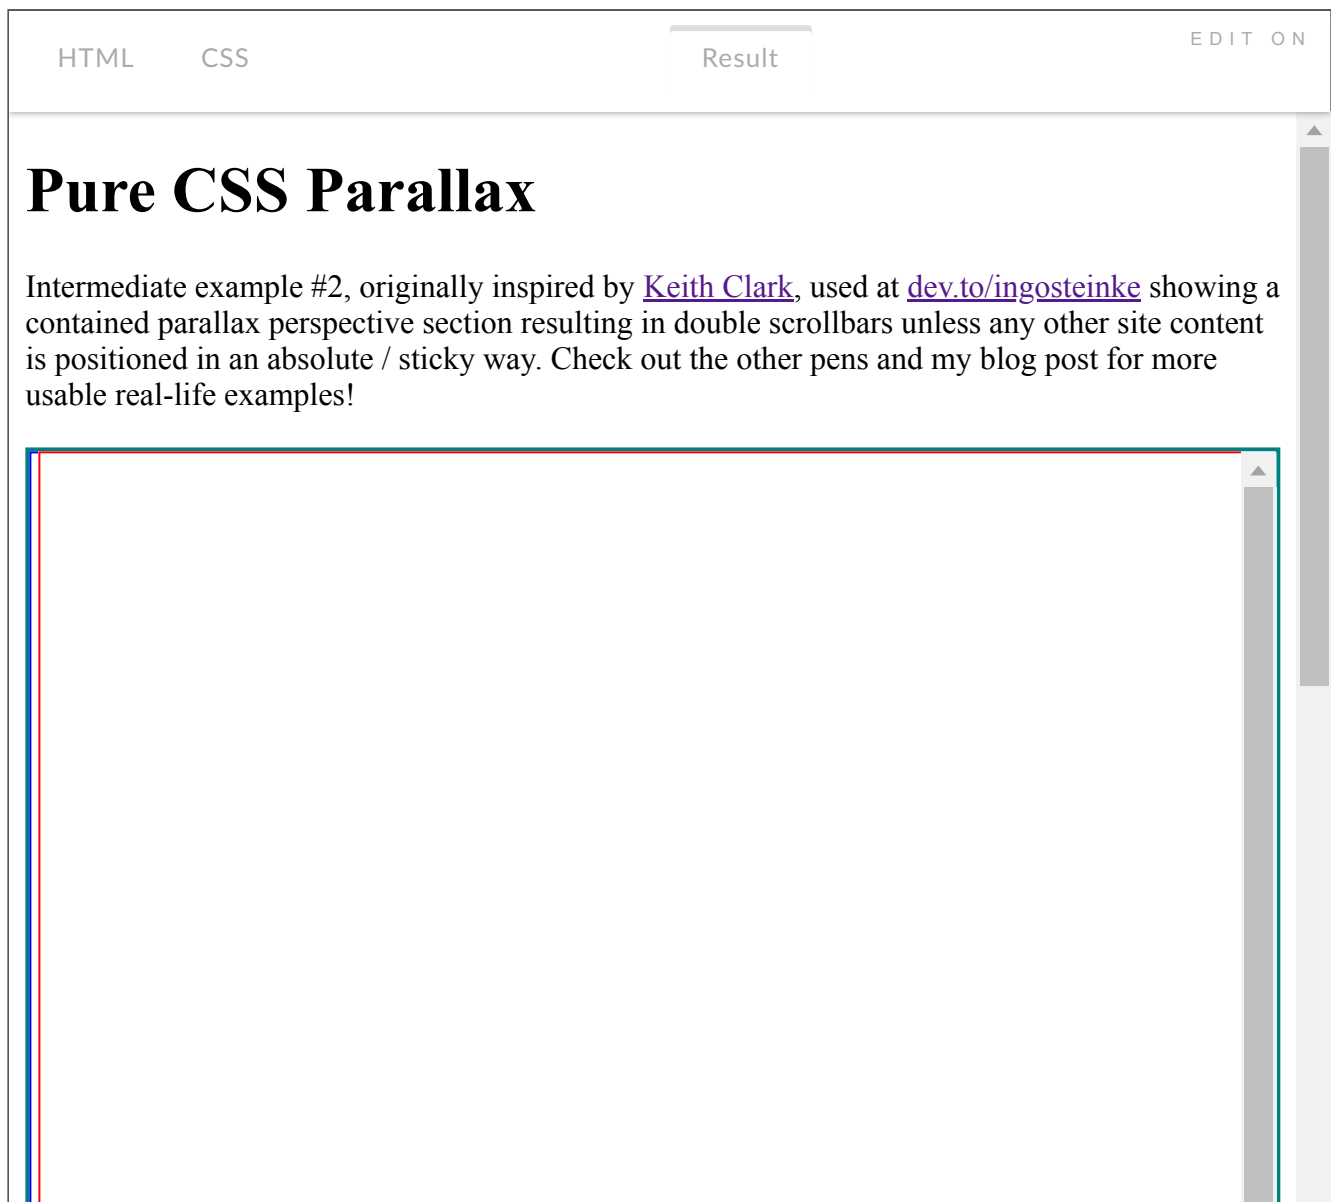 HTML CSS Result EDIT ON
Pure CSS Parallax
Intermediate example #2, originally inspired by Keith Clark, used at dev.to/ingosteinke showing a
contained parallax perspective section resulting in double scrollbars unless any other site content
is positioned in an absolute / sticky way. Check out the other pens and my blog post for more
usable real-life examples!